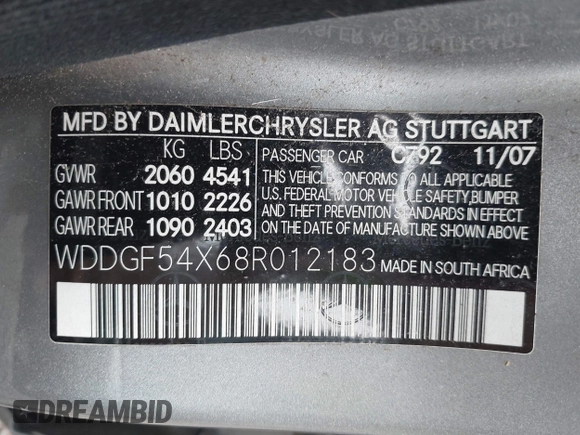 MFD BY DAIMLERCHRYSLER AG STUTTGART
KG LBS
GVWR 2060 4541
GAWR FRONT 1010 2226
GAWR REAR 1090 2403
PASSENGER CAR C792 11/07
THIS VEHICLE CONFORMS TO ALL APPLICABLE
U.S. FEDERAL MOTOR VEHICLE SAFETY,BUMPER
AND THEFT PREVENTION STANDARDS IN EFFECT
ON THE DATE OF MANUFACTURE SHOWN ABOVE
WDDGF54X68R012183 MADE IN SOUTH AFRICA
DREAMBID